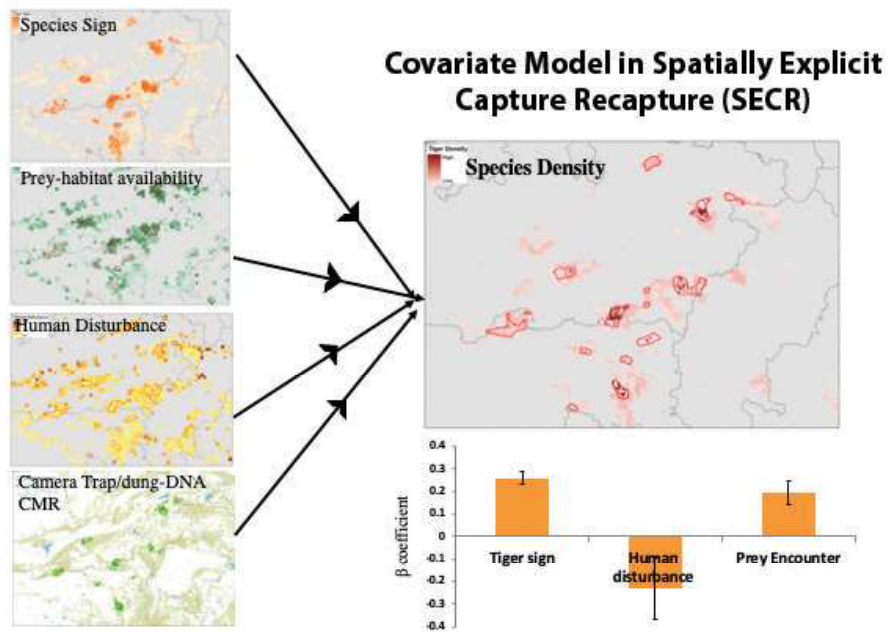 Species Sign
Prey-habitat availability
Human Disturbance
Camera Trap/dung-DNA
CMR
Covariate Model in Spatially Explicit
Capture Recapture (SECR)
Tiger Density
High
Species Density
0.4
0.3
0.2
0.1
0
-0.1
-0.2
-0.3
-0.4
β coefficient
Tiger sign
Human
disturbance
Prey Encounter